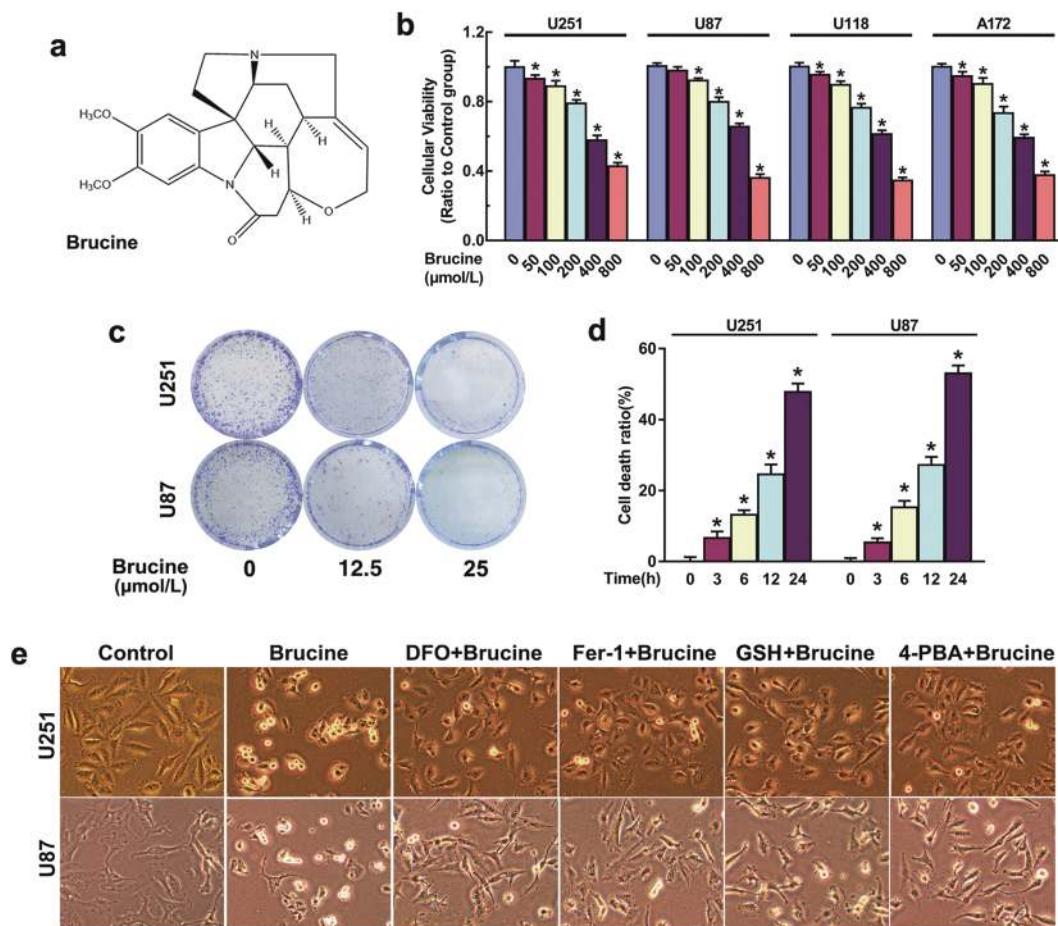 a
N
H₃CO
H₃CO
H
H
H
N
H
O
O
Brucine
b
U251 U87 U118 A172
Cellular Viability
(Ratio to Control group)
1.2
0.8
0.4
0.0
* * * * *
* * * *
* * * * *
* * * * *
Brucine
(μmol/L)
0 50 100 200 400 800 0 50 100 200 400 800 0 50 100 200 400 800 0 50 100 200 400 800
c
U251
U87
Brucine
(μmol/L)
0 12.5 25
d
U251 U87
Cell death ratio(%)
60
40
20
0
* * * *
* * * *
Time(h) 0 3 6 12 24 0 3 6 12 24
e
Control Brucine DFO+Brucine Fer-1+Brucine GSH+Brucine 4-PBA+Brucine
U251
U87